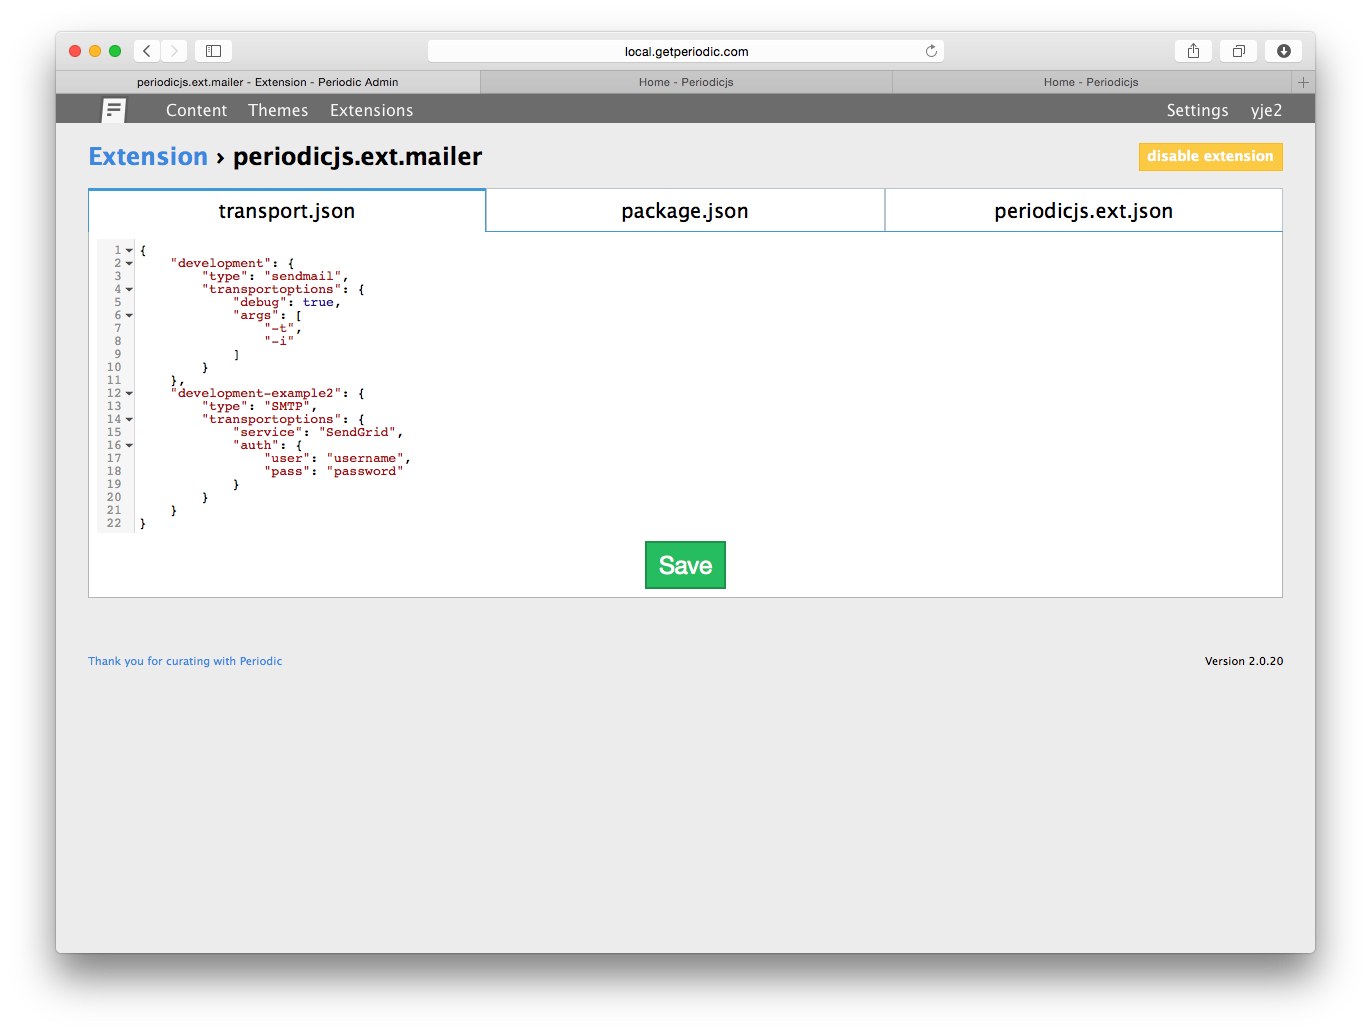 local.getperiodic.com
periodicjs.ext.mailer - Extension - Periodic Admin
Home - Periodicjs
Home - Periodicjs
Content Themes Extensions
Settings yje2
Extension › periodicjs.ext.mailer
disable extension
transport.json
package.json
periodicjs.ext.json
1 {
2 "development": {
3 "type": "sendmail",
4 "transportoptions": {
5 "debug": true,
6 "args": [
7 "-t",
8 "-i"
9 ]
10 }
11 },
12 "development-example2": {
13 "type": "SMTP",
14 "transportoptions": {
15 "service": "SendGrid",
16 "auth": {
17 "user": "username",
18 "pass": "password"
19 }
20 }
21 }
22 }
Save
Thank you for curating with Periodic
Version 2.0.20